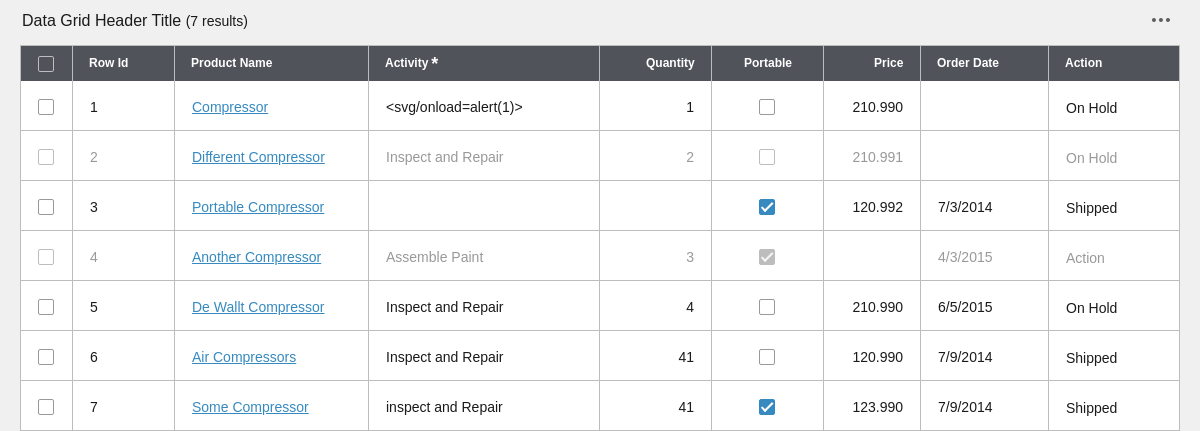 Data Grid Header Title (7 results)
Row Id Product Name Activity * Quantity Portable Price Order Date Action
1 Compressor <svg/onload=alert(1)> 1 210.990 On Hold
2 Different Compressor Inspect and Repair 2 210.991 On Hold
3 Portable Compressor 120.992 7/3/2014 Shipped
4 Another Compressor Assemble Paint 3 4/3/2015 Action
5 De Wallt Compressor Inspect and Repair 4 210.990 6/5/2015 On Hold
6 Air Compressors Inspect and Repair 41 120.990 7/9/2014 Shipped
7 Some Compressor inspect and Repair 41 123.990 7/9/2014 Shipped